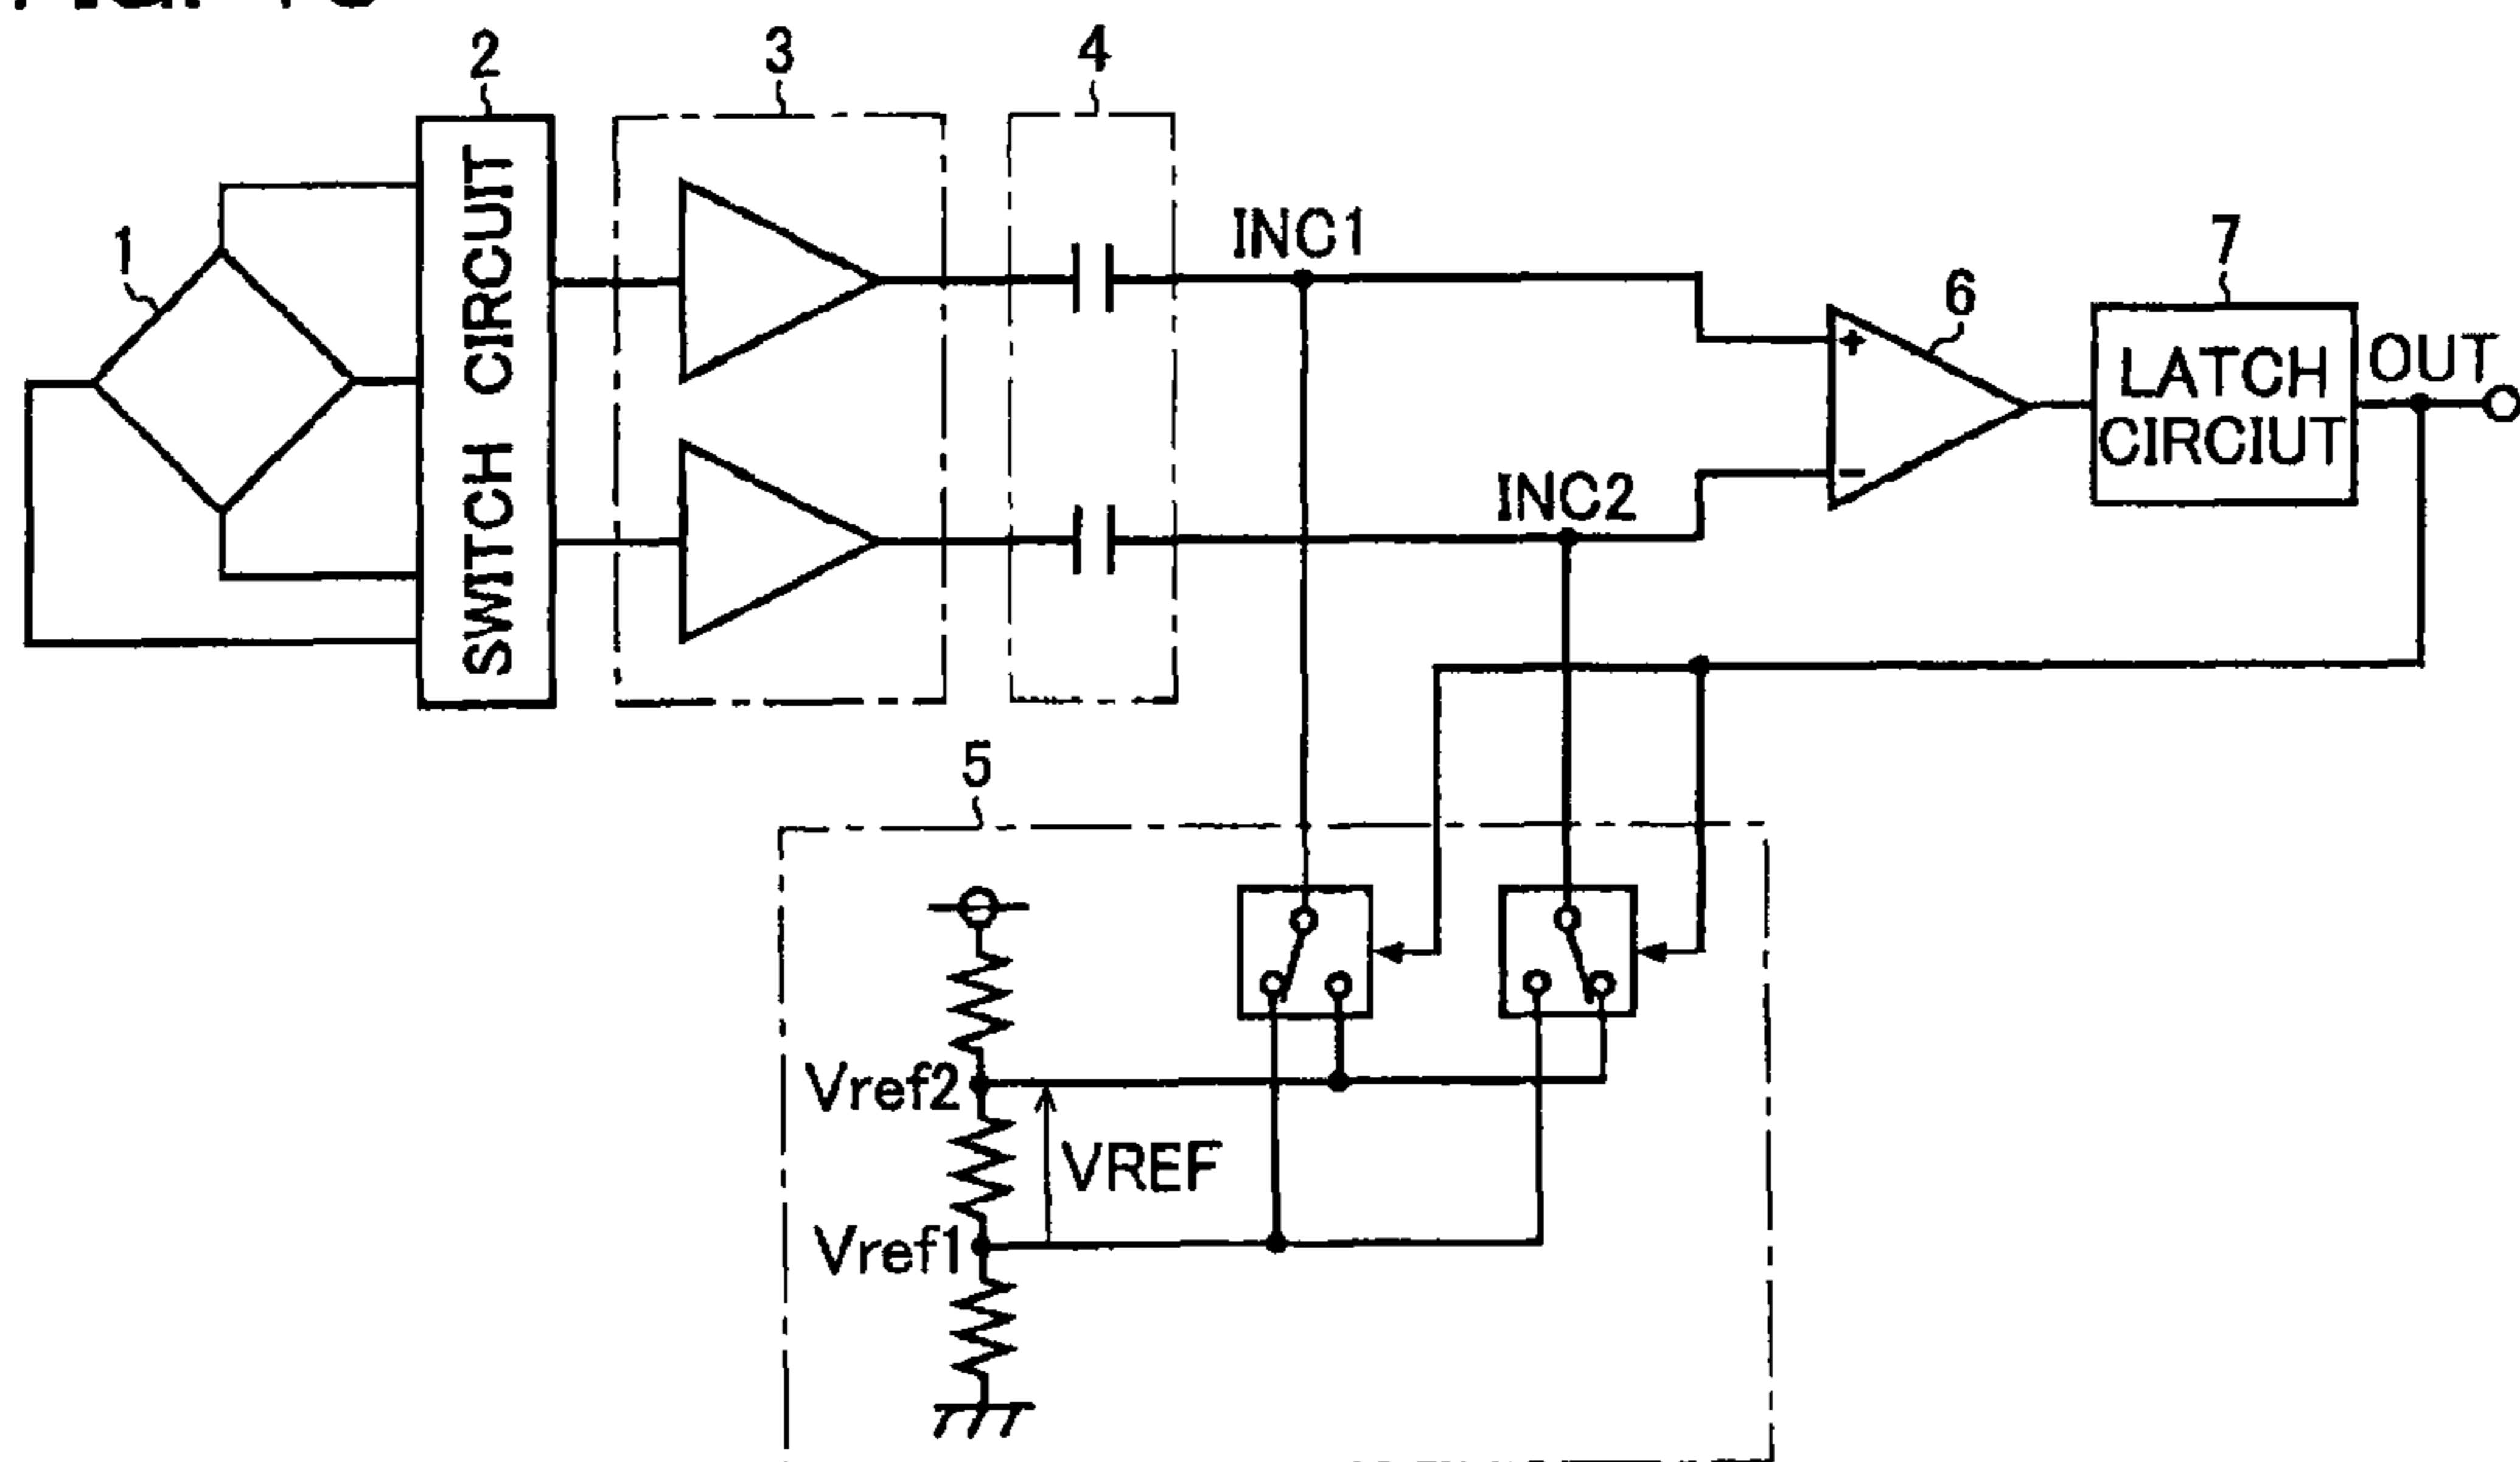 2
3
4
1
SWITCH CIRCUIT
INC1
7
6
+
LATCH
CIRCIUT
OUT
INC2
-
5
Vref2
VREF
Vref1